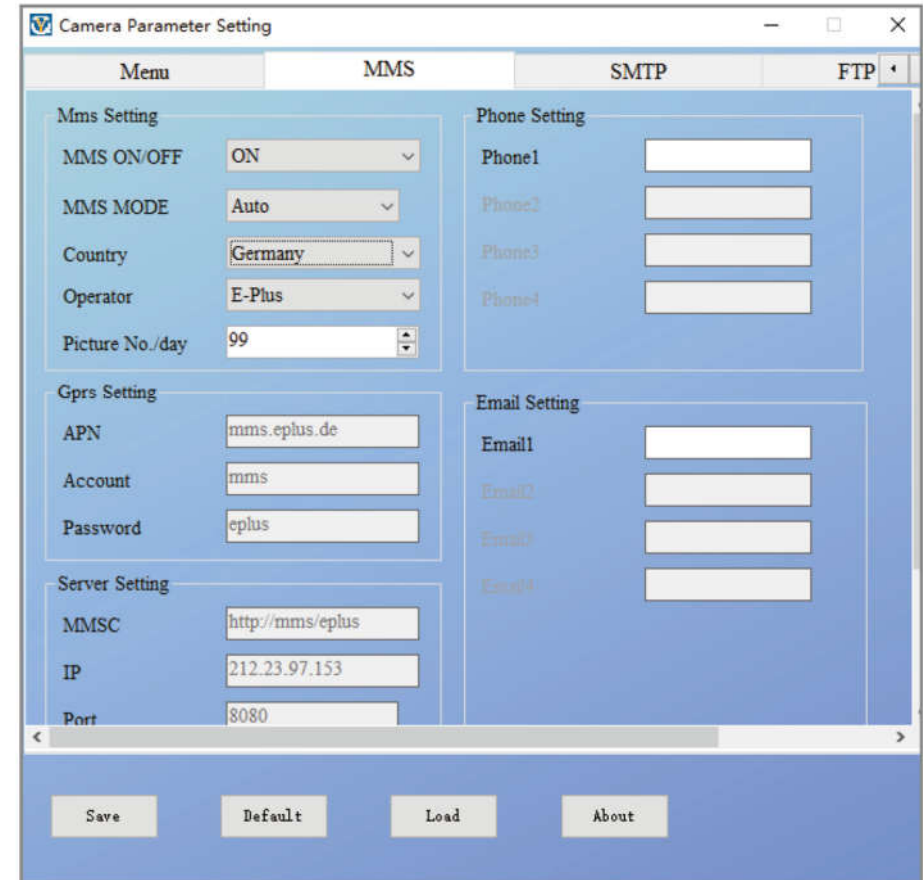 Camera Parameter Setting
Menu MMS SMTP FTP
Mms Setting
MMS ON/OFF ON
MMS MODE Auto
Country Germany
Operator E-Plus
Picture No./day 99
Gprs Setting
APN mms.eplus.de
Account mms
Password eplus
Server Setting
MMSC http://mms/eplus
IP 212.23.97.153
Port 8080
Phone Setting
Phone1
Phone2
Phone3
Phone4
Email Setting
Email1
Email2
Email3
Email4
Save Default Load About